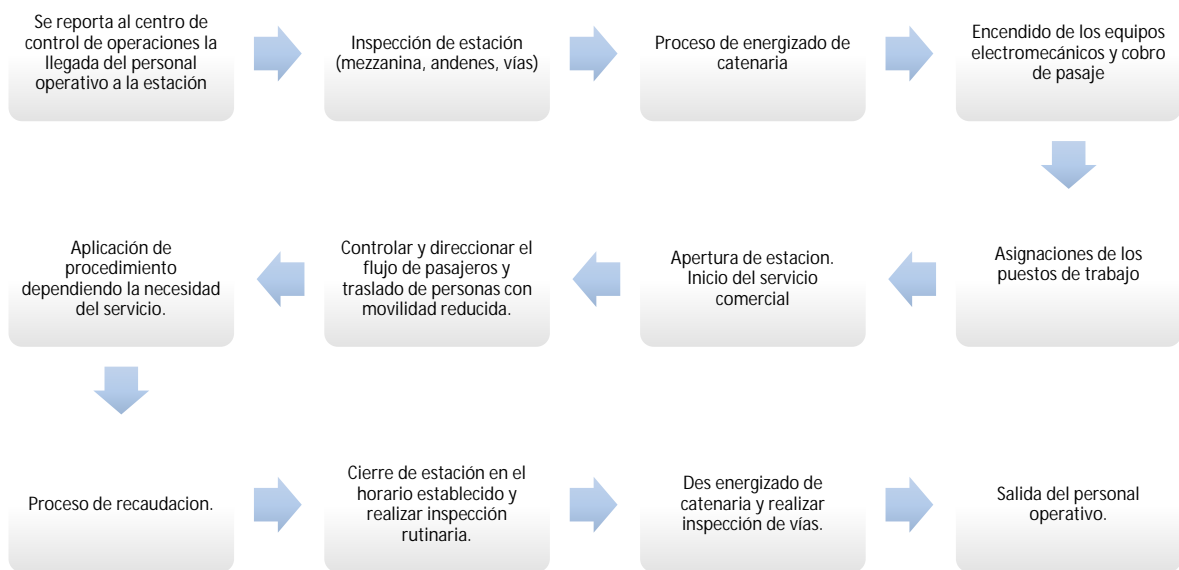 Se reporta al centro de
control de operaciones la
llegada del personal
operativo a la estación
Inspección de estación
(mezzanina, andenes, vías)
Proceso de energizado de
catenaria
Encendido de los equipos
electromecánicos y cobro
de pasaje
Asignaciones de los
puestos de trabajo
Apertura de estacion.
Inicio del servicio
comercial
Controlar y direccionar el
flujo de pasajeros y
traslado de personas con
movilidad reducida.
Aplicación de
procedimiento
dependiendo la necesidad
del servicio.
Proceso de recaudacion.
Cierre de estación en el
horario establecido y
realizar inspección
rutinaria.
Des energizado de
catenaria y realizar
inspección de vías.
Salida del personal
operativo.